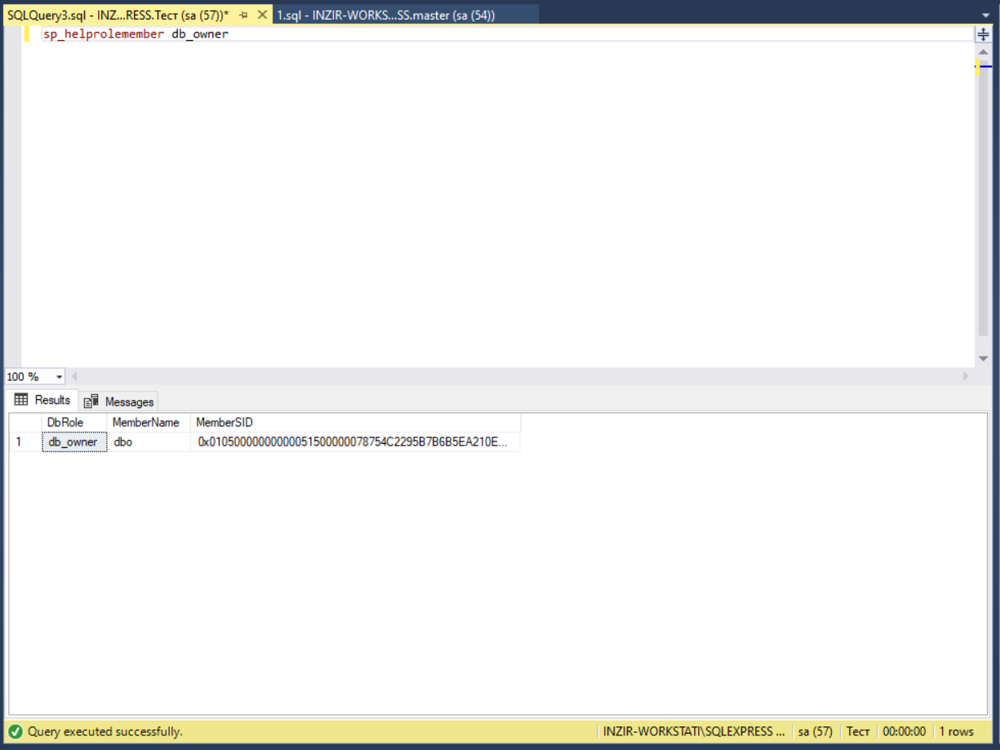 SQLQuery3.sql - INZ...RESS.Тест (sa (57))* 1.sql - INZIR-WORKS...SS.master (sa (54))
sp_helprolemember db_owner
100 %
Results Messages
DbRole MemberName MemberSID
1 db_owner dbo 0x01050000000000051500000078754C2295B7B6B5EA210E...
Query executed successfully. INZIR-WORKSTATI\SQLEXPRESS ... sa (57) Тест 00:00:00 1 rows